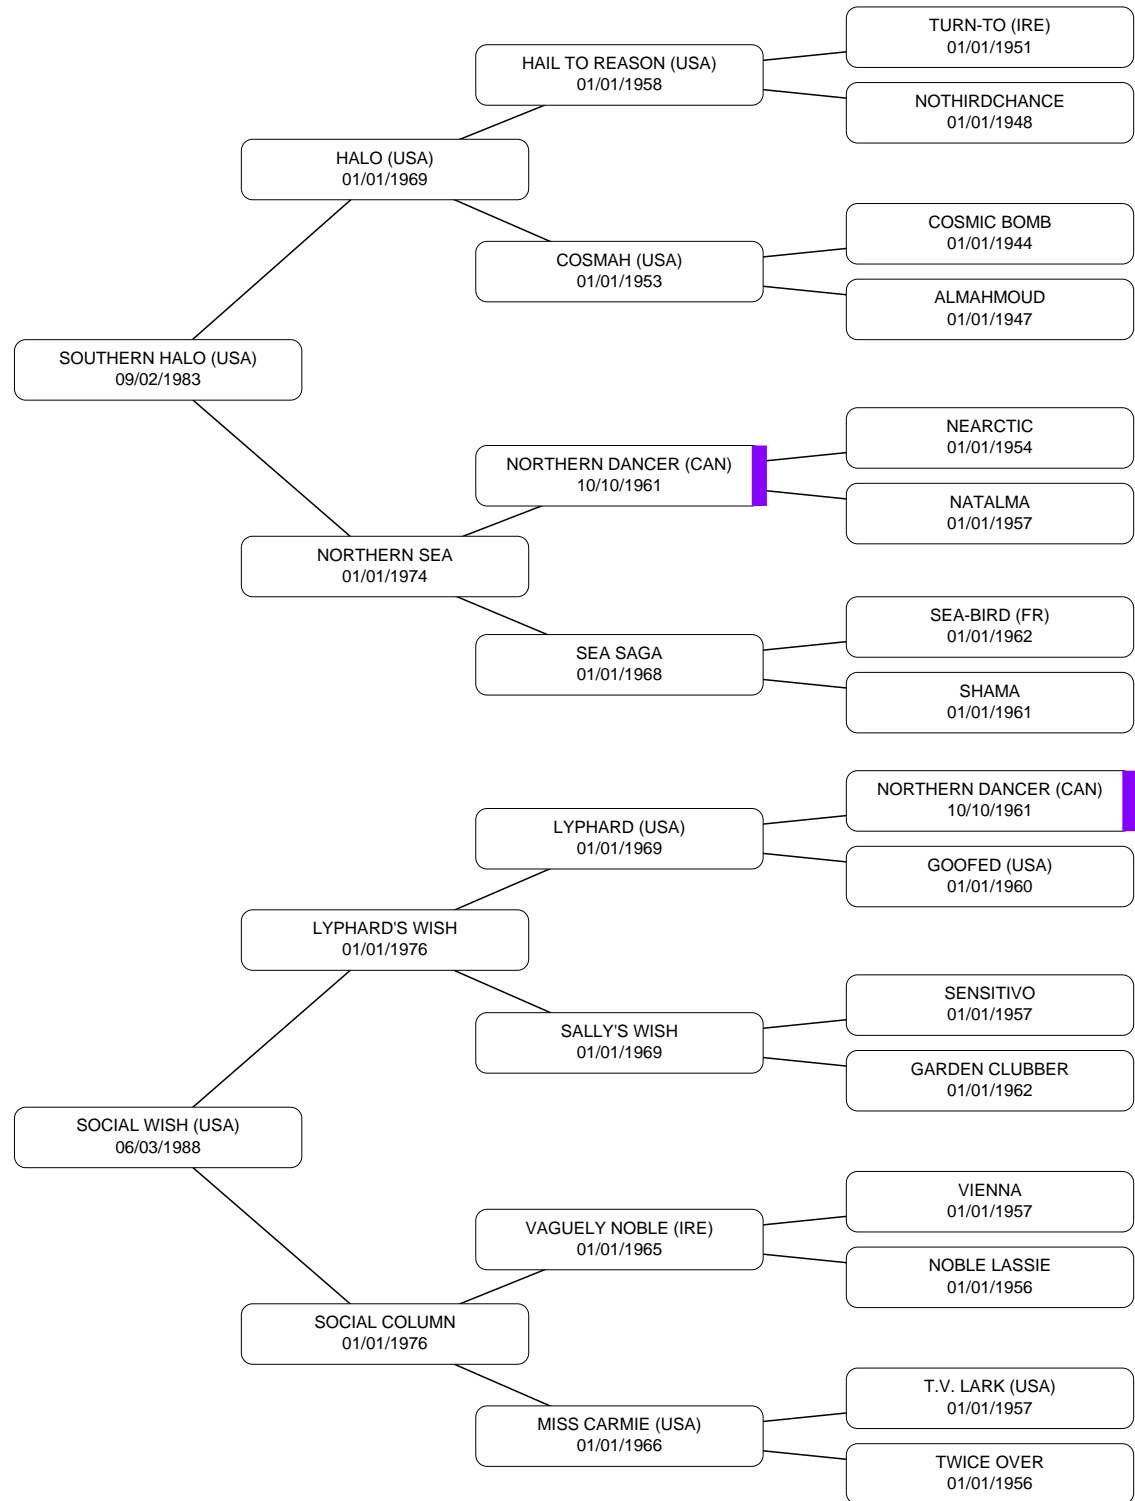 TURN-TO (IRE)
01/01/1951
HAIL TO REASON (USA)
01/01/1958
NOTHIRDCHANCE
01/01/1948
HALO (USA)
01/01/1969
COSMIC BOMB
01/01/1944
COSMAH (USA)
01/01/1953
ALMAHMOUD
01/01/1947
SOUTHERN HALO (USA)
09/02/1983
NEARCTIC
01/01/1954
NORTHERN DANCER (CAN)
10/10/1961
NATALMA
01/01/1957
NORTHERN SEA
01/01/1974
SEA-BIRD (FR)
01/01/1962
SEA SAGA
01/01/1968
SHAMA
01/01/1961
NORTHERN DANCER (CAN)
10/10/1961
LYPHARD (USA)
01/01/1969
GOOFED (USA)
01/01/1960
LYPHARD'S WISH
01/01/1976
SENSITIVO
01/01/1957
SALLY'S WISH
01/01/1969
GARDEN CLUBBER
01/01/1962
SOCIAL WISH (USA)
06/03/1988
VIENNA
01/01/1957
VAGUELY NOBLE (IRE)
01/01/1965
NOBLE LASSIE
01/01/1956
SOCIAL COLUMN
01/01/1976
T.V. LARK (USA)
01/01/1957
MISS CARMIE (USA)
01/01/1966
TWICE OVER
01/01/1956